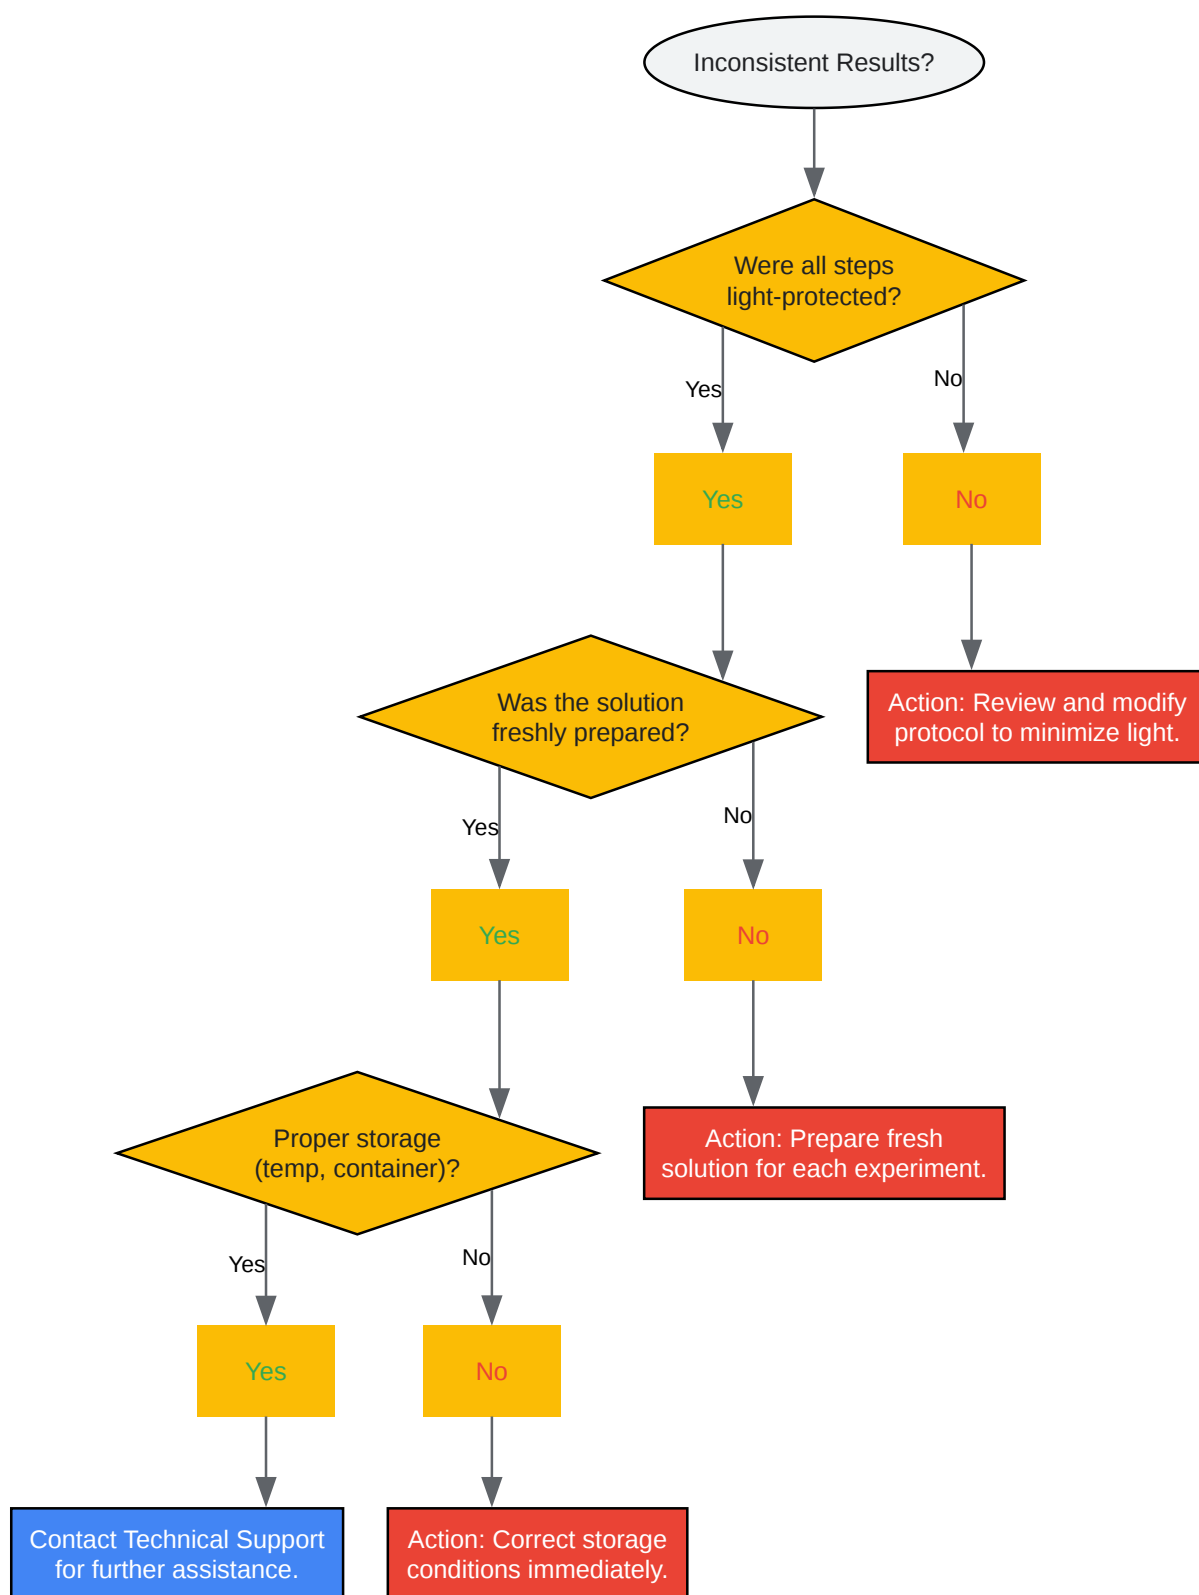 Inconsistent Results?
Were all steps
light-protected?
Yes
No
Yes
No
Action: Review and modify
protocol to minimize light.
Was the solution
freshly prepared?
Yes
No
Yes
No
Action: Prepare fresh
solution for each experiment.
Proper storage
(temp, container)?
Yes
No
Yes
No
Contact Technical Support
for further assistance.
Action: Correct storage
conditions immediately.